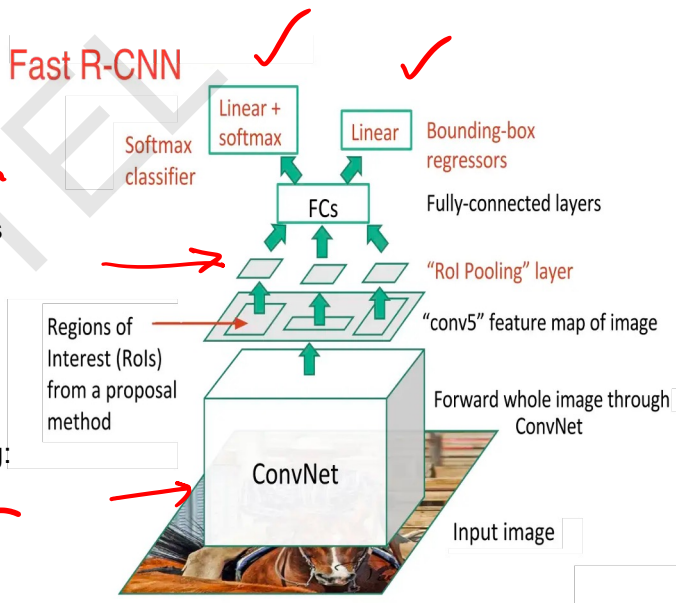 Fast R-CNN
Linear +
softmax
Linear
Softmax
classifier
Bounding-box
regressors
FCs
Fully-connected layers
s
"RoI Pooling" layer
Regions of
Interest (RoIs)
from a proposal
method
"conv5" feature map of image
Forward whole image through
ConvNet
g:
ConvNet
Input image